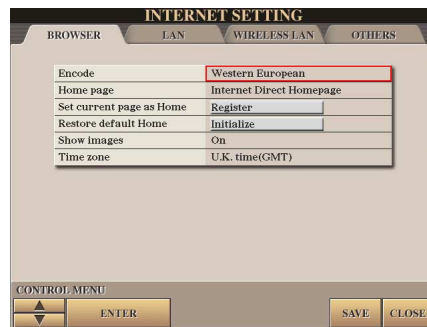 INTERNET SETTING
BROWSER LAN WIRELESS LAN OTHERS
Encode Western European
Home page Internet Direct Homepage
Set current page as Home Register
Restore default Home Initialize
Show images On
Time zone U.K. time(GMT)
CONTROL MENU
ENTER SAVE CLOSE